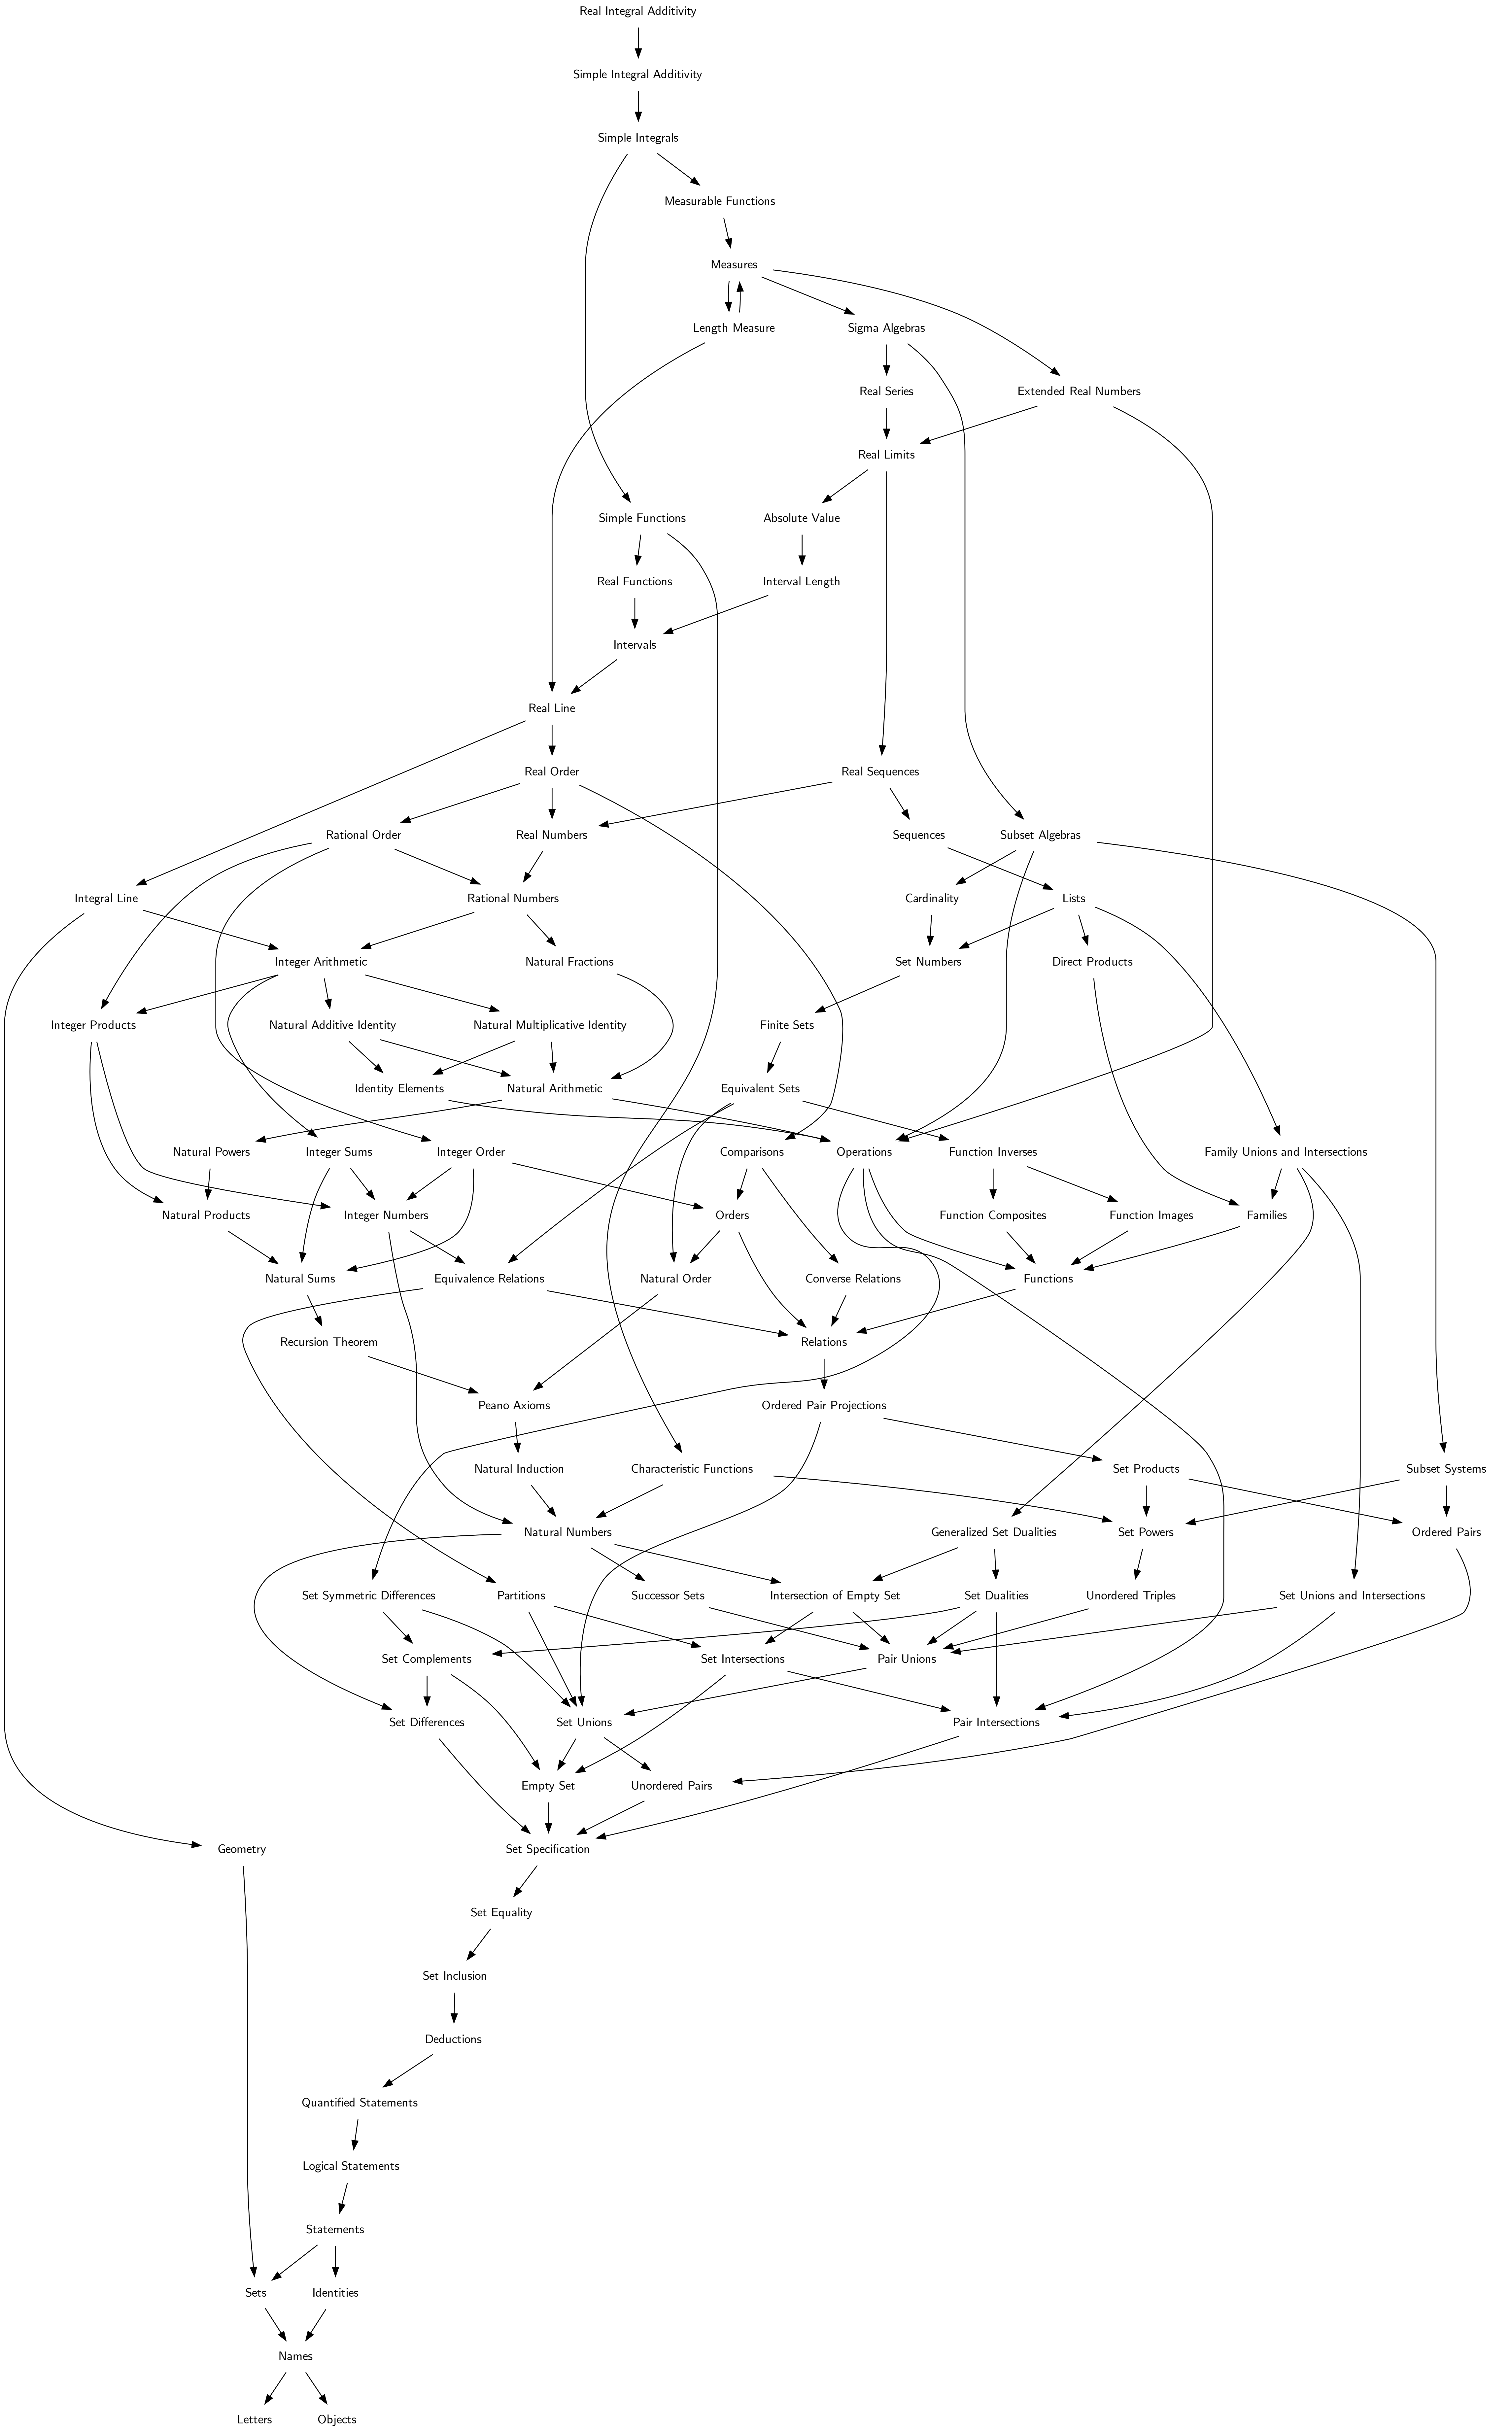 Real Integral Additivity
Simple Integral Additivity
Simple Integrals
Measurable Functions
Measures
Length Measure
Sigma Algebras
Real Series
Extended Real Numbers
Real Limits
Simple Functions
Absolute Value
Real Functions
Interval Length
Intervals
Real Line
Real Order
Real Sequences
Rational Order
Real Numbers
Sequences
Subset Algebras
Integral Line
Rational Numbers
Cardinality
Lists
Integer Arithmetic
Natural Fractions
Set Numbers
Direct Products
Integer Products
Natural Additive Identity
Natural Multiplicative Identity
Finite Sets
Identity Elements
Natural Arithmetic
Equivalent Sets
Natural Powers
Integer Sums
Integer Order
Comparisons
Operations
Function Inverses
Family Unions and Intersections
Natural Products
Integer Numbers
Orders
Function Composites
Function Images
Families
Natural Sums
Equivalence Relations
Natural Order
Converse Relations
Functions
Recursion Theorem
Relations
Peano Axioms
Ordered Pair Projections
Natural Induction
Characteristic Functions
Set Products
Subset Systems
Natural Numbers
Generalized Set Dualities
Set Powers
Ordered Pairs
Set Symmetric Differences
Partitions
Successor Sets
Intersection of Empty Set
Set Dualities
Unordered Triples
Set Unions and Intersections
Set Complements
Set Intersections
Pair Unions
Set Differences
Set Unions
Pair Intersections
Empty Set
Unordered Pairs
Geometry
Set Specification
Set Equality
Set Inclusion
Deductions
Quantified Statements
Logical Statements
Statements
Sets
Identities
Names
Letters
Objects